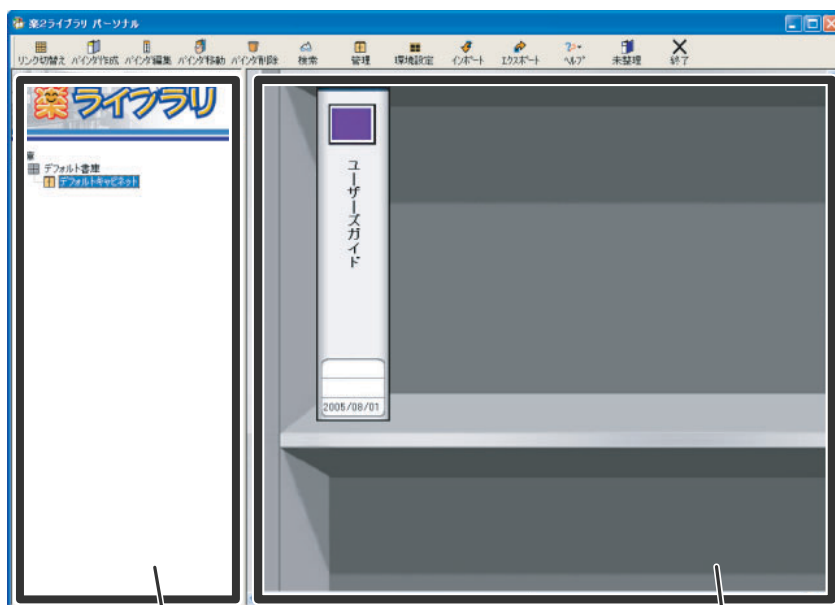 楽2ライブラリ パーソナル
リンク切替え バインダ作成 バインダ編集 バインダ移動 バインダ削除 検索 管理 環境設定 インポート エクスポート ヘルプ 未整理 終了
楽ライブラリ
デフォルト書庫
デフォルトキャビネット
ユーザーズガイド
2005/08/01